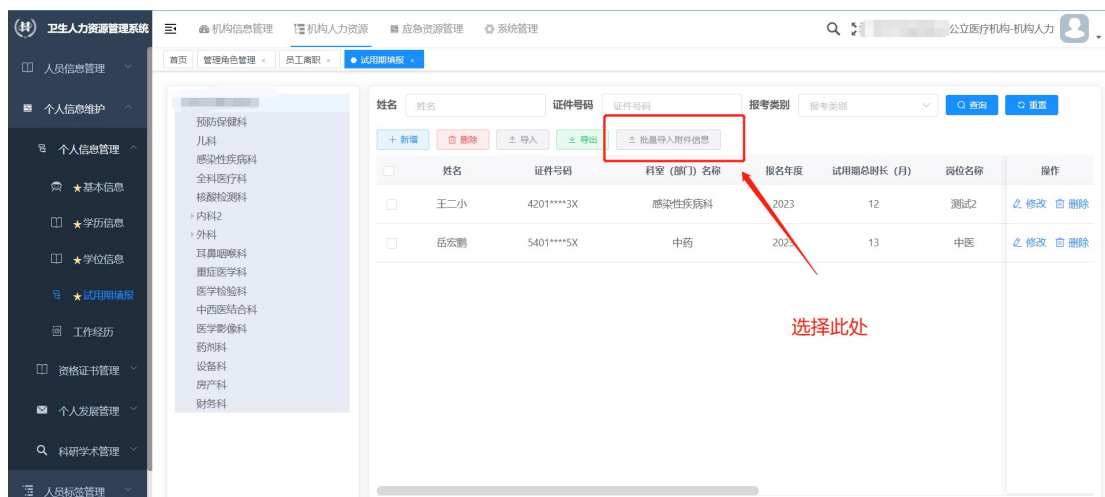 卫生人力资源管理系统 机构信息管理 机构人力资源 应急资源管理 系统管理 公立医疗机构-机构人力
首页 管理角色管理 × 员工离职 × 试用期填报 ×
人员信息管理
个人信息维护
个人信息管理
★基本信息
★学历信息
★学位信息
★试用期填报
工作经历
资格证书管理
个人发展管理
科研学术管理
人员标签管理
预防保健科
儿科
感染性疾病科
全科医疗科
核酸检测科
内科2
外科
耳鼻咽喉科
重症医学科
医学检验科
中西医结合科
医学影像科
药剂科
设备科
房产科
财务科
姓名 姓名 证件号码 证件号码 报考类别 报考类别 查询 重置
+ 新增 删除 导入 导出 批量导入附件信息
姓名 证件号码 科室（部门）名称 报名年度 试用期总时长（月） 岗位名称 操作
王二小 4201****3X 感染性疾病科 2023 12 测试2 修改 删除
岳宏鹏 5401****5X 中药 2023 13 中医 修改 删除
选择此处